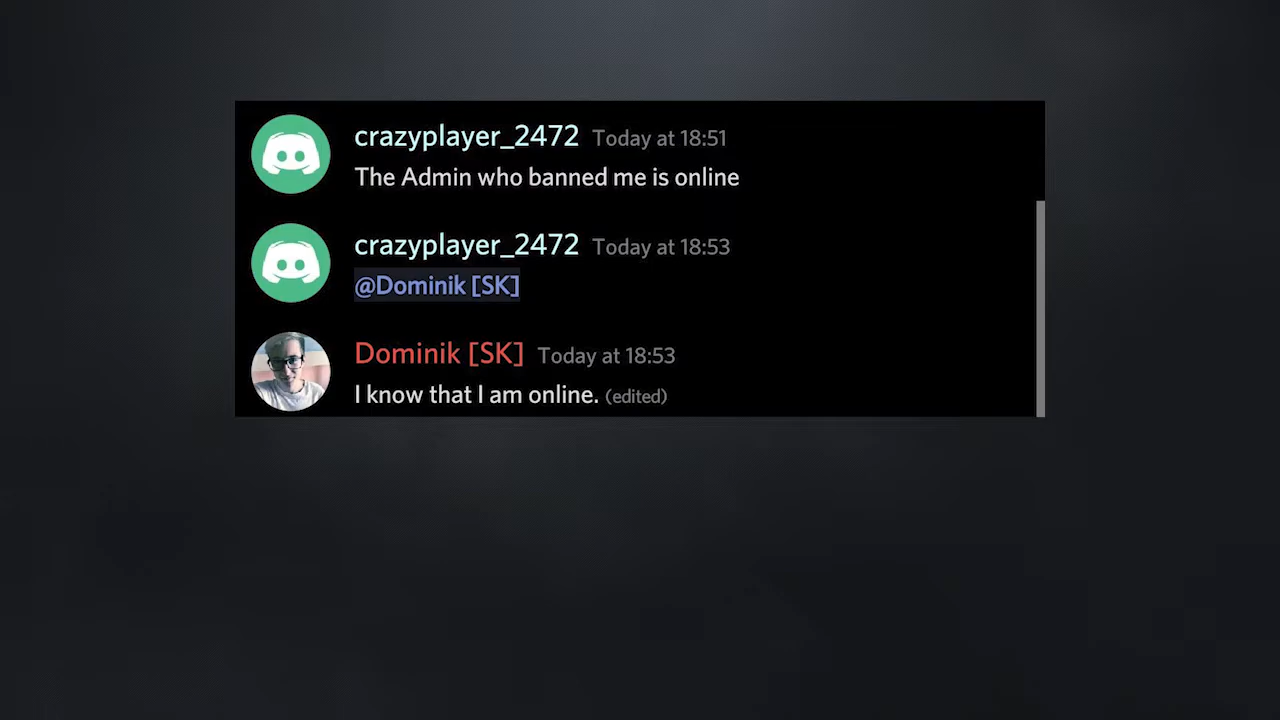 crazyplayer_2472 Today at 18:51
The Admin who banned me is online
crazyplayer_2472 Today at 18:53
@Dominik [SK]
Dominik [SK] Today at 18:53
I know that I am online. (edited)